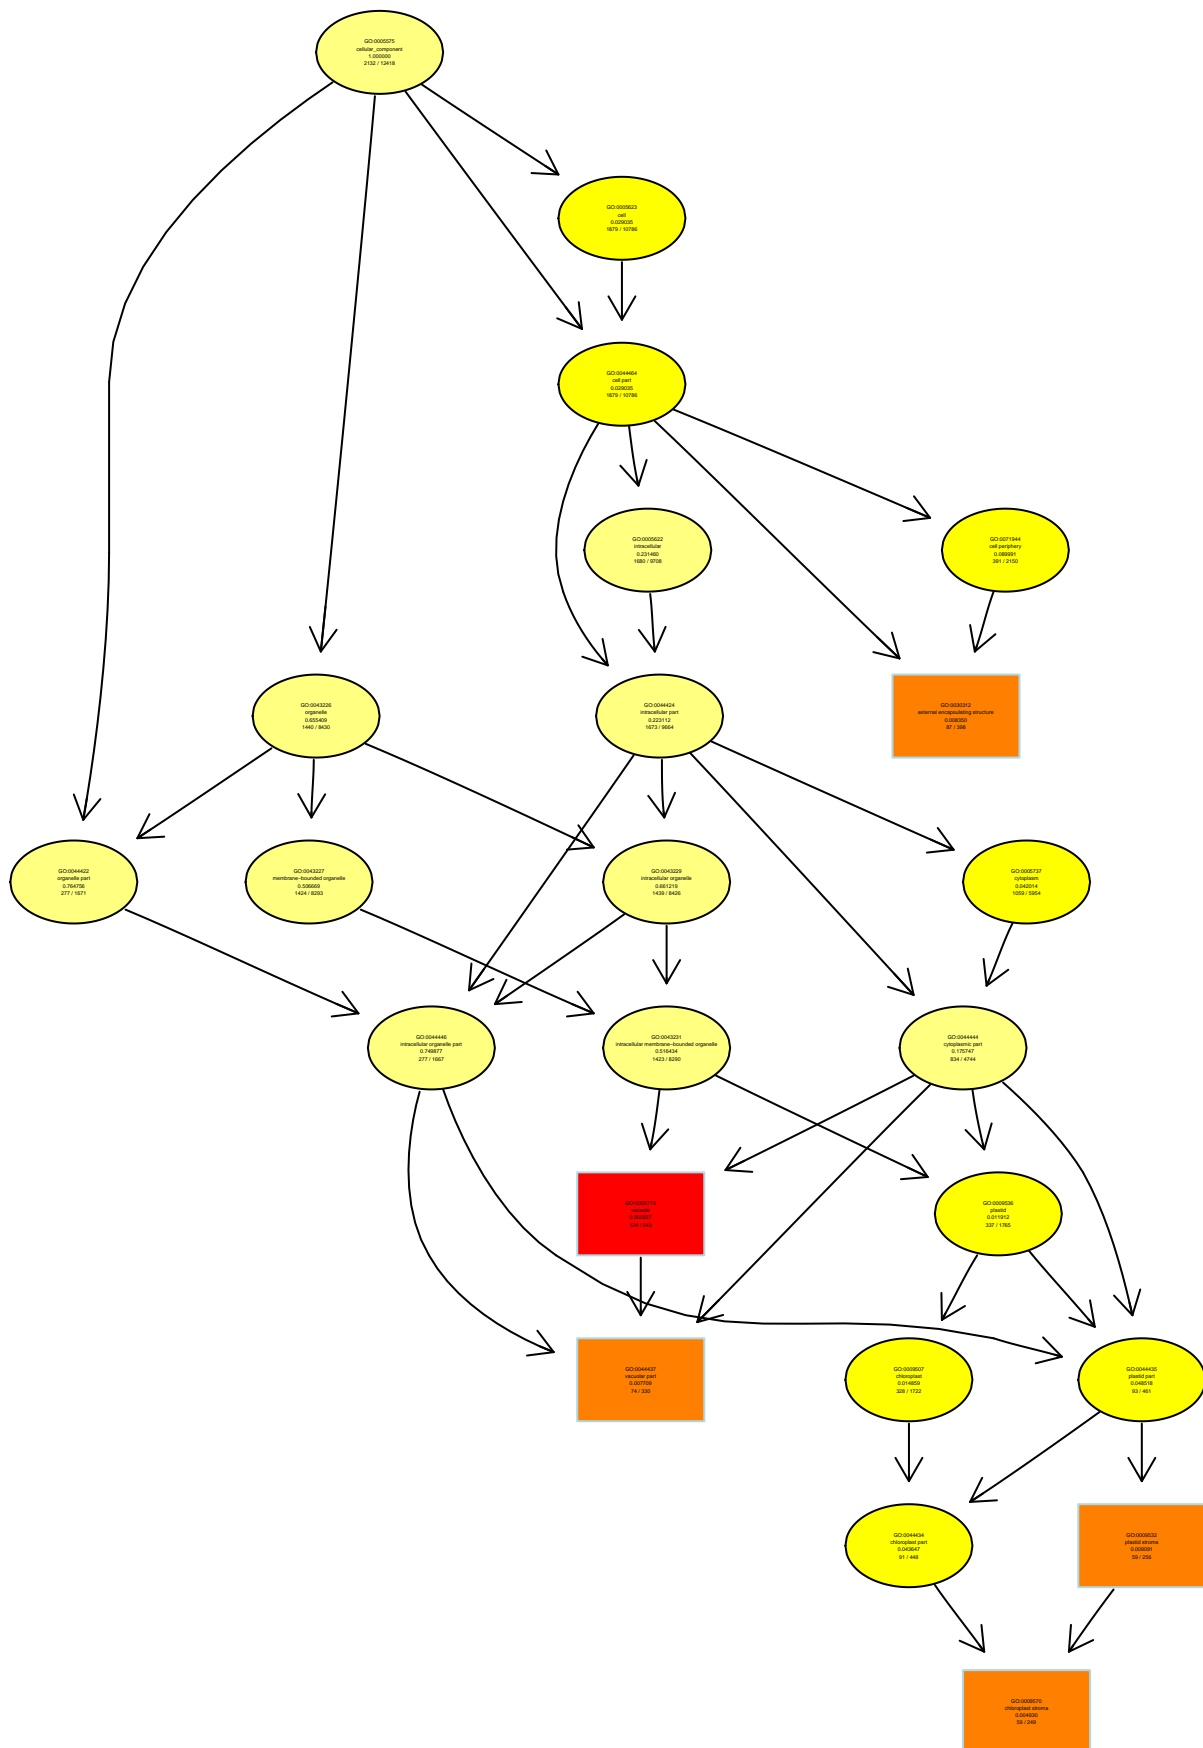 GO:0005575
cellular_component
1.000000
2132 / 12418
GO:0005623
cell
0.029035
1879 / 10786
GO:0044464
cell part
0.029035
1879 / 10786
GO:0005622
intracellular
0.231460
1680 / 9708
GO:0071944
cell periphery
0.089991
391 / 2150
GO:0043226
organelle
0.655409
1440 / 8430
GO:0044424
intracellular part
0.223112
1673 / 9664
GO:0030312
external encapsulating structure
0.008350
87 / 398
GO:0044422
organelle part
0.764756
277 / 1671
GO:0043227
membrane-bounded organelle
0.506669
1424 / 8293
GO:0043229
intracellular organelle
0.661219
1439 / 8426
GO:0005737
cytoplasm
0.042014
1059 / 5954
GO:0044446
intracellular organelle part
0.749877
277 / 1667
GO:0043231
intracellular membrane-bounded organelle
0.516434
1423 / 8290
GO:0044444
cytoplasmic part
0.175747
834 / 4744
GO:0005773
vacuole
GO:0009536
plastid
0.011912
337 / 1765
GO:0044437
vacuolar part
0.007709
74 / 330
GO:0009507
chloroplast
0.014859
328 / 1722
GO:0044435
plastid part
0.048518
93 / 461
GO:0044434
chloroplast part
0.043647
91 / 448
GO:0009532
plastid stroma
0.009091
59 / 256
GO:0009570
chloroplast stroma
0.004930
59 / 249